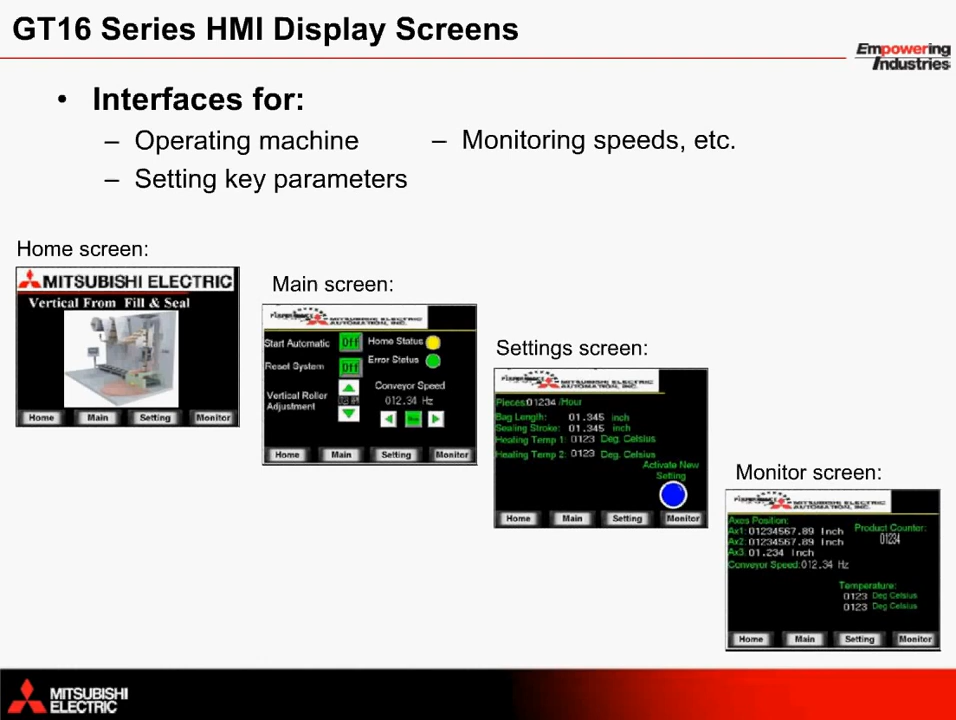 GT16 Series HMI Display Screens
Empowering
Industries
• Interfaces for:
– Operating machine
– Monitoring speeds, etc.
– Setting key parameters
Home screen:
MITSUBISHI ELECTRIC
Vertical From Fill & Seal
Home Main Setting Monitor
Main screen:
MITSUBISHI ELECTRIC
AUTOMATION, INC.
Start Automatic Off Home Status
Reset System Off Error Status
Vertical Roller
Adjustment
Conveyor Speed
012.34 Hz
Home Main Setting Monitor
Settings screen:
MITSUBISHI ELECTRIC
AUTOMATION, INC.
Pieces:01234 /Hour
Bag Length: 01.345 inch
Sealing Stroke: 01.345 inch
Heating Temp 1: 0123 Deg. Celsius
Heating Temp 2: 0123 Deg. Celsius
Activate New
Setting
Home Main Setting Monitor
Monitor screen:
MITSUBISHI ELECTRIC
AUTOMATION, INC.
Axes Position:
Ax1: 01234567.89 Inch
Ax2: 01234567.89 Inch
Ax3: 01.234 Inch
Conveyor Speed: 012.34 Hz
Product Counter:
01234
Temperature:
0123 Deg Celsius
0123 Deg Celsius
Home Main Setting Monitor
MITSUBISHI
ELECTRIC